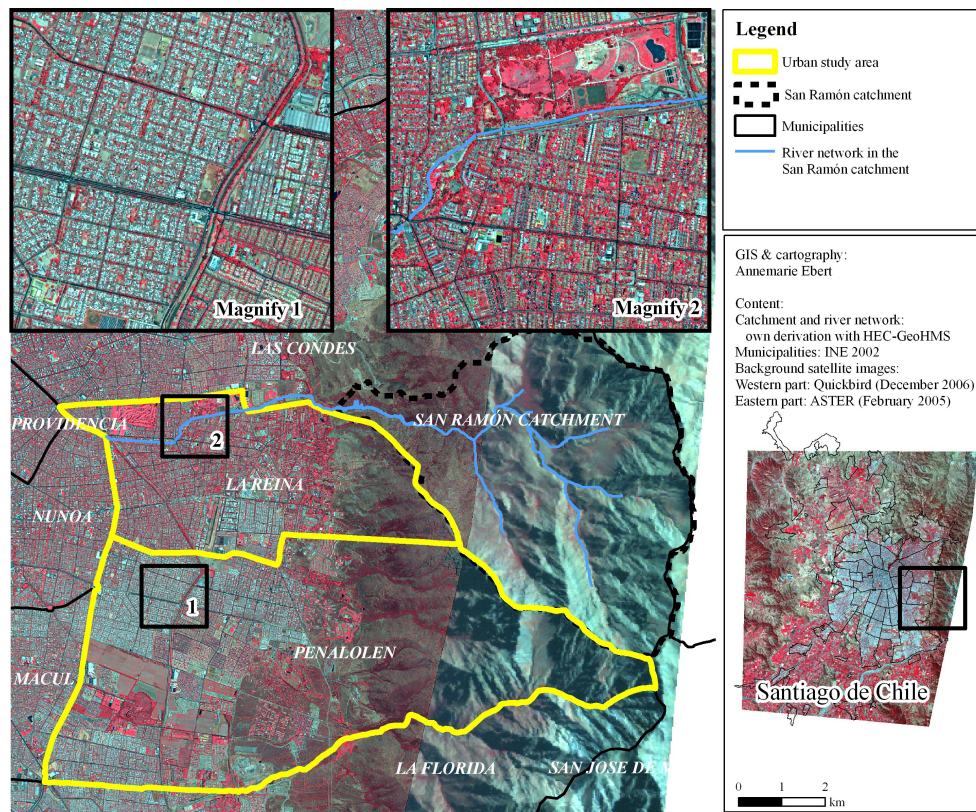 Magnify 1
Magnify 2
LAS CONDES
PROVIDENCIA
2
SAN RAMÓN CATCHMENT
LA REINA
NUNOA
1
PENALOLEN
MACUL
LA FLORIDA
SAN JOSE DE M
Legend
Urban study area
San Ramón catchment
Municipalities
River network in the
San Ramón catchment
GIS & cartography:
Annemarie Ebert
Content:
Catchment and river network:
own derivation with HEC-GeoHMS
Municipalities: INE 2002
Background satellite images:
Western part: Quickbird (December 2006)
Eastern part: ASTER (February 2005)
Santiago de Chile
0 1 2
km